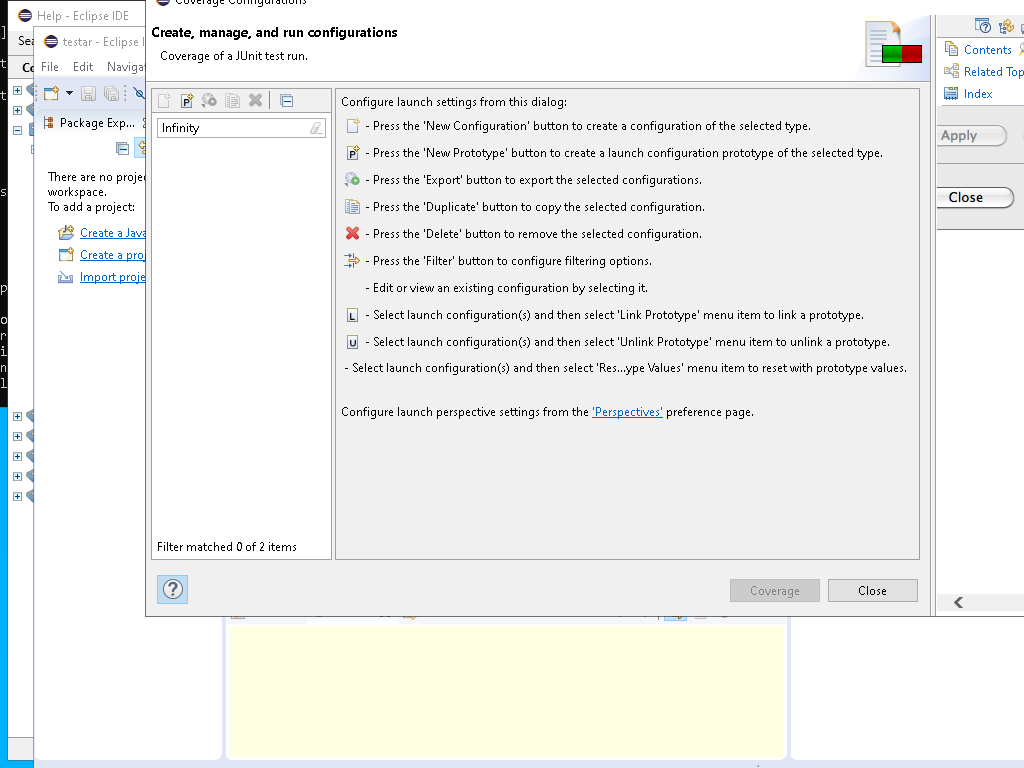 Coverage Configurations
Help - Eclipse IDE
testar - Eclipse I
File Edit Navigat
Package Exp...
There are no proje
workspace.
To add a project:
Create a Java
Create a proj
Import proje
Create, manage, and run configurations
Coverage of a JUnit test run.
Infinity
Filter matched 0 of 2 items
Configure launch settings from this dialog:
- Press the 'New Configuration' button to create a configuration of the selected type.
- Press the 'New Prototype' button to create a launch configuration prototype of the selected type.
- Press the 'Export' button to export the selected configurations.
- Press the 'Duplicate' button to copy the selected configuration.
- Press the 'Delete' button to remove the selected configuration.
- Press the 'Filter' button to configure filtering options.
- Edit or view an existing configuration by selecting it.
- Select launch configuration(s) and then select 'Link Prototype' menu item to link a prototype.
- Select launch configuration(s) and then select 'Unlink Prototype' menu item to unlink a prototype.
- Select launch configuration(s) and then select 'Res...ype Values' menu item to reset with prototype values.
Configure launch perspective settings from the 'Perspectives' preference page.
Coverage
Close
Contents
Related Top
Index
Apply
Close